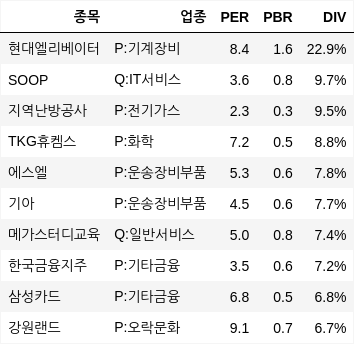 종목 업종 PER PBR DIV
현대엘리베이터 P:기계장비 8.4 1.6 22.9%
SOOP Q:IT서비스 3.6 0.8 9.7%
지역난방공사 P:전기가스 2.3 0.3 9.5%
TKG휴켐스 P:화학 7.2 0.5 8.8%
에스엘 P:운송장비부품 5.3 0.6 7.8%
기아 P:운송장비부품 4.5 0.6 7.7%
메가스터디교육 Q:일반서비스 5.0 0.8 7.4%
한국금융지주 P:기타금융 3.5 0.6 7.2%
삼성카드 P:기타금융 6.8 0.5 6.8%
강원랜드 P:오락문화 9.1 0.7 6.7%